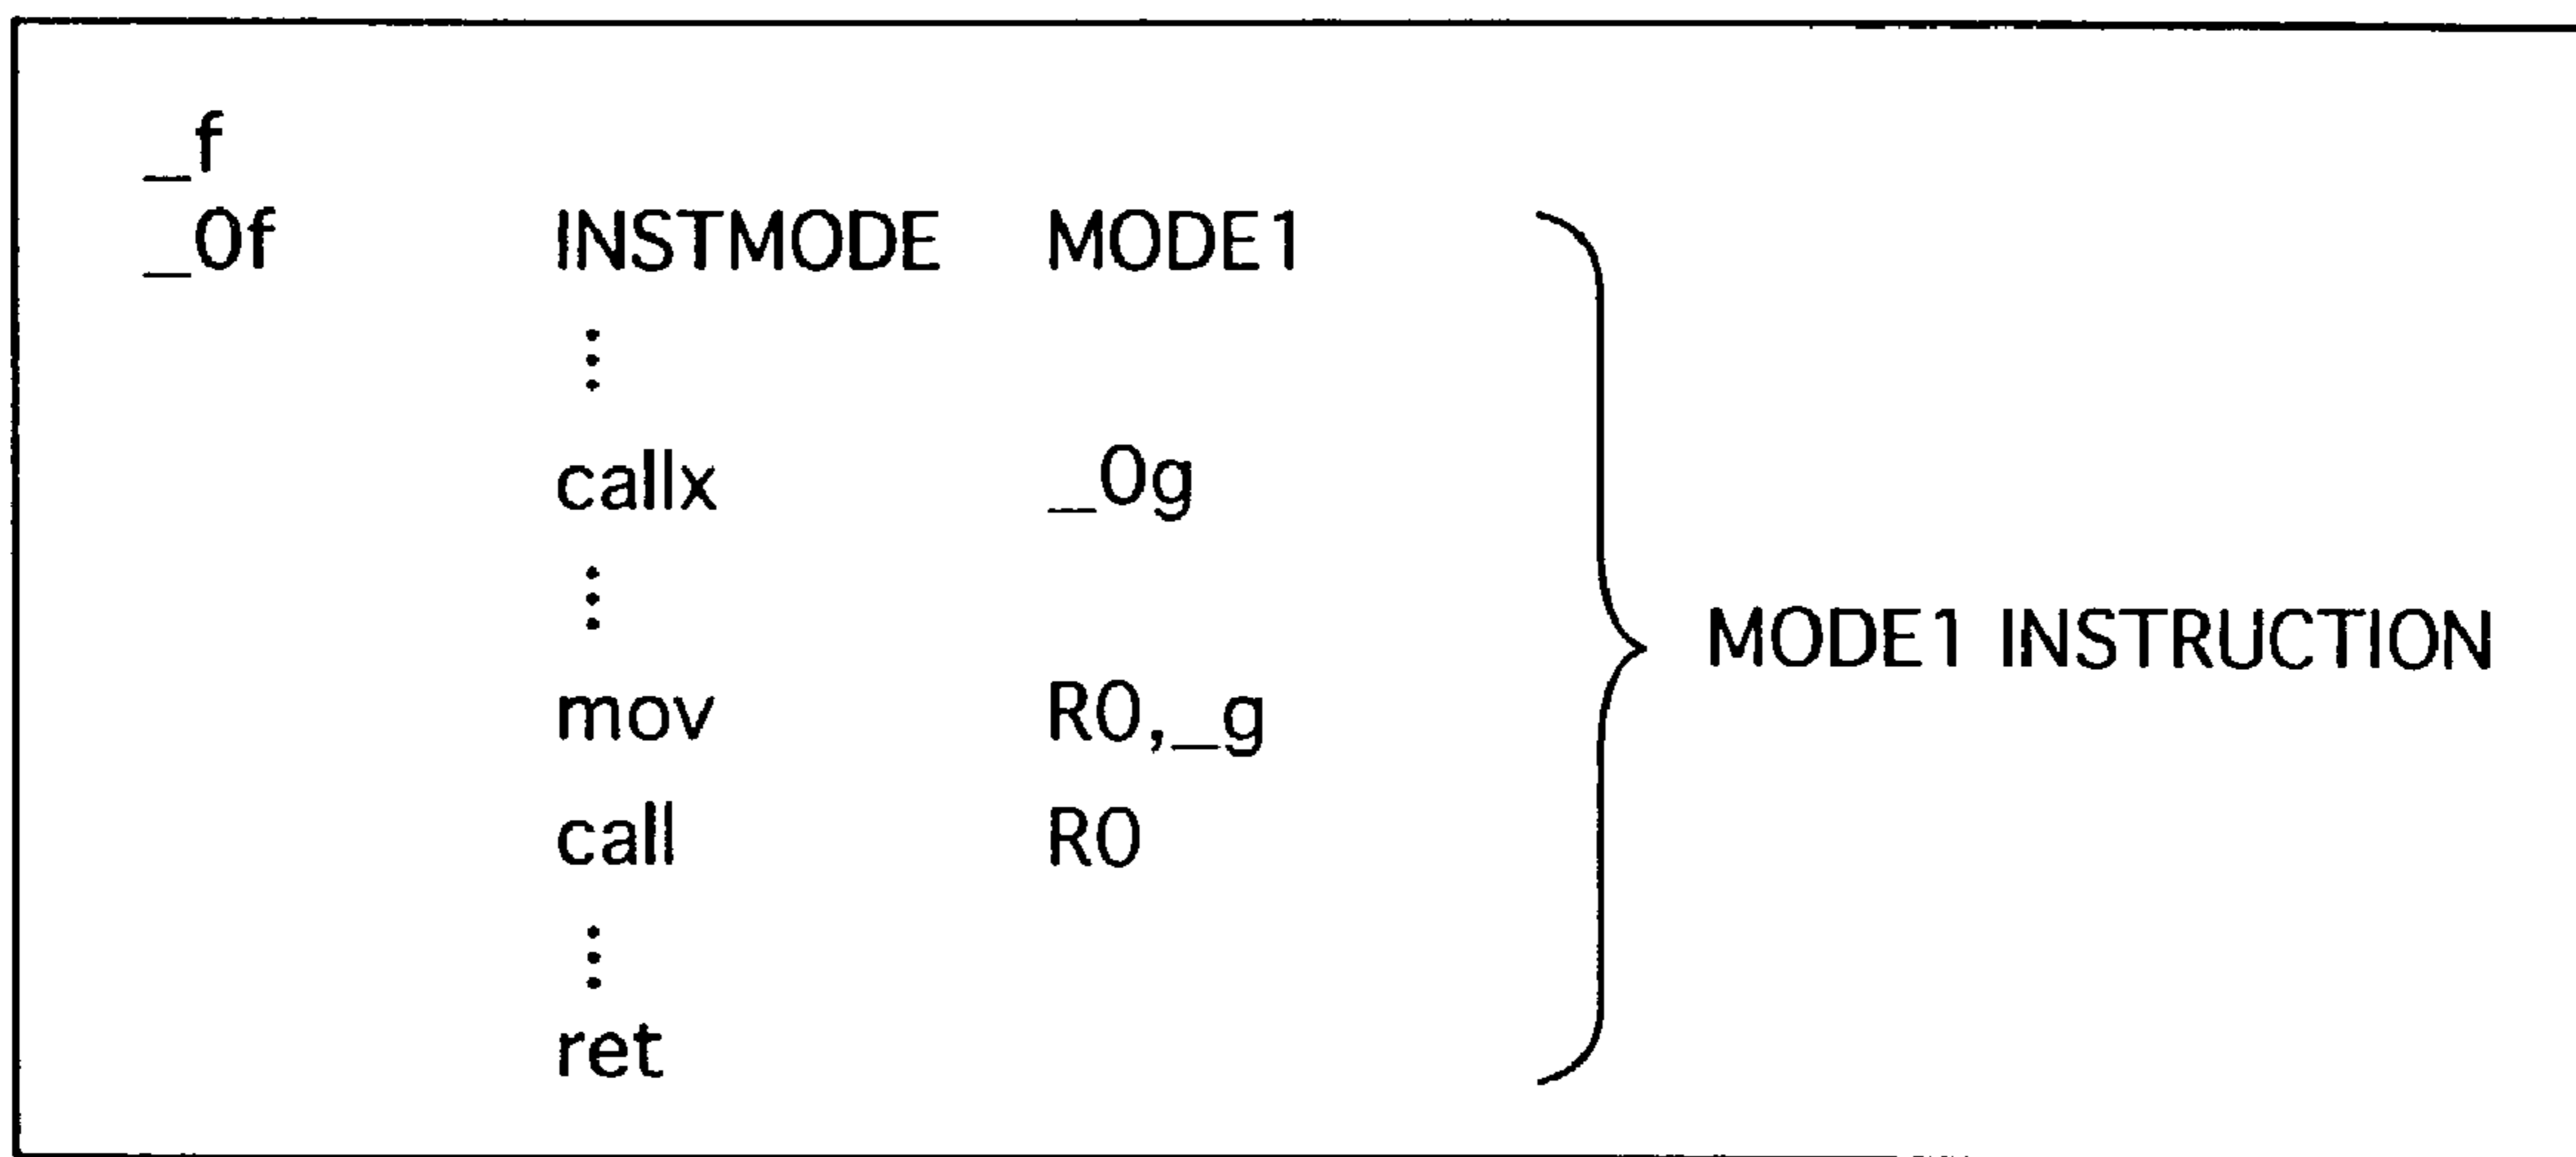 _f
_0f INSTMODE MODE1
⋮
callx _0g
⋮
mov R0,_g
call R0
⋮
ret
MODE1 INSTRUCTION